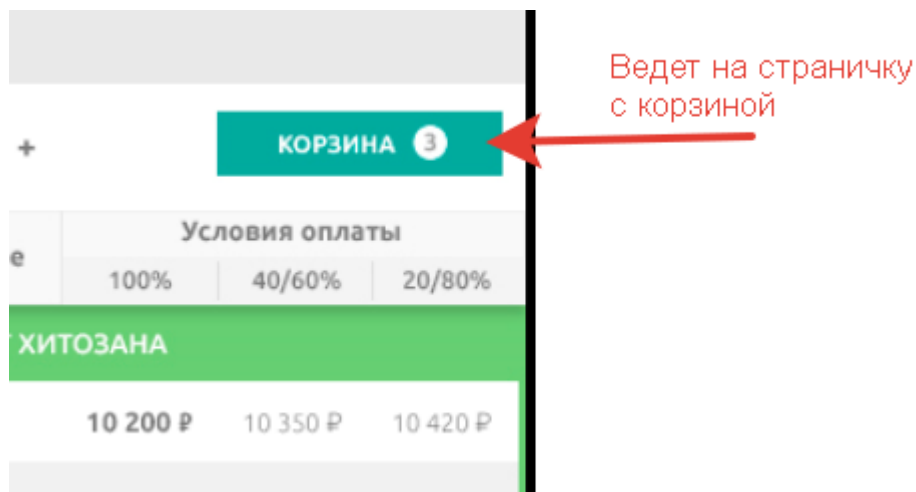 Ведет на страничку
с корзиной
+
КОРЗИНА 3
е
Условия оплаты
100% 40/60% 20/80%
ХИТОЗАНА
10 200 ₽ 10 350 ₽ 10 420 ₽